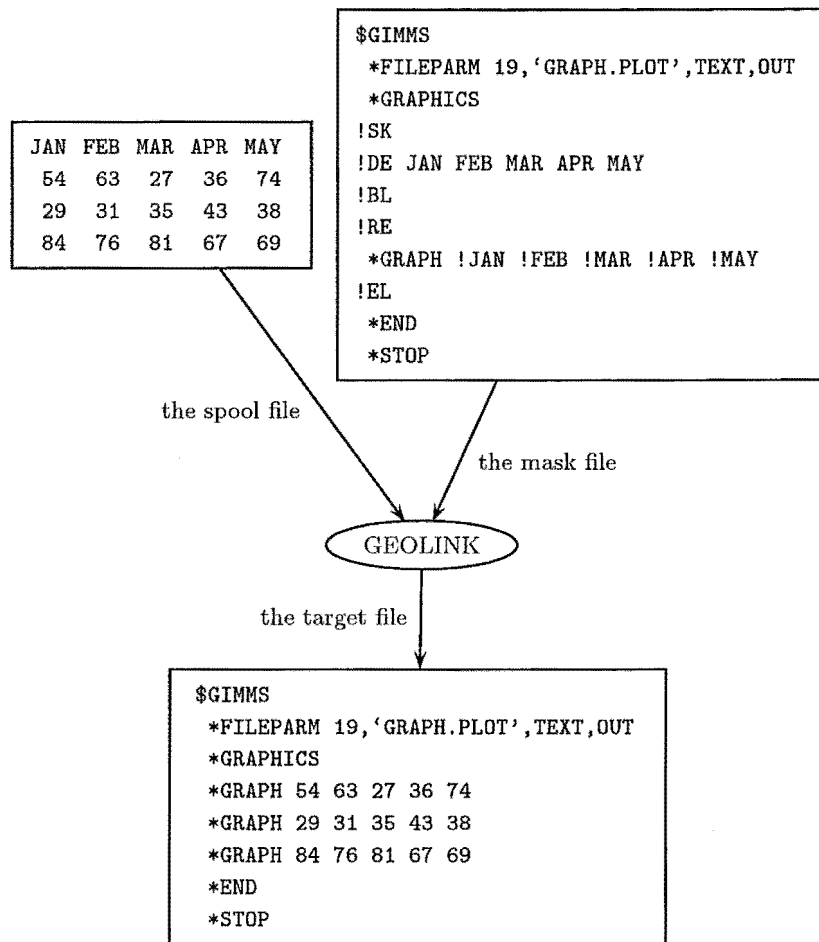 JAN FEB MAR APR MAY
54 63 27 36 74
29 31 35 43 38
84 76 81 67 69
$GIMMS
*FILEPARM 19,‘GRAPH.PLOT’,TEXT,OUT
*GRAPHICS
!SK
!DE JAN FEB MAR APR MAY
!BL
!RE
*GRAPH !JAN !FEB !MAR !APR !MAY
!EL
*END
*STOP
the spool file
the mask file
GEOLINK
the target file
$GIMMS
*FILEPARM 19,‘GRAPH.PLOT’,TEXT,OUT
*GRAPHICS
*GRAPH 54 63 27 36 74
*GRAPH 29 31 35 43 38
*GRAPH 84 76 81 67 69
*END
*STOP